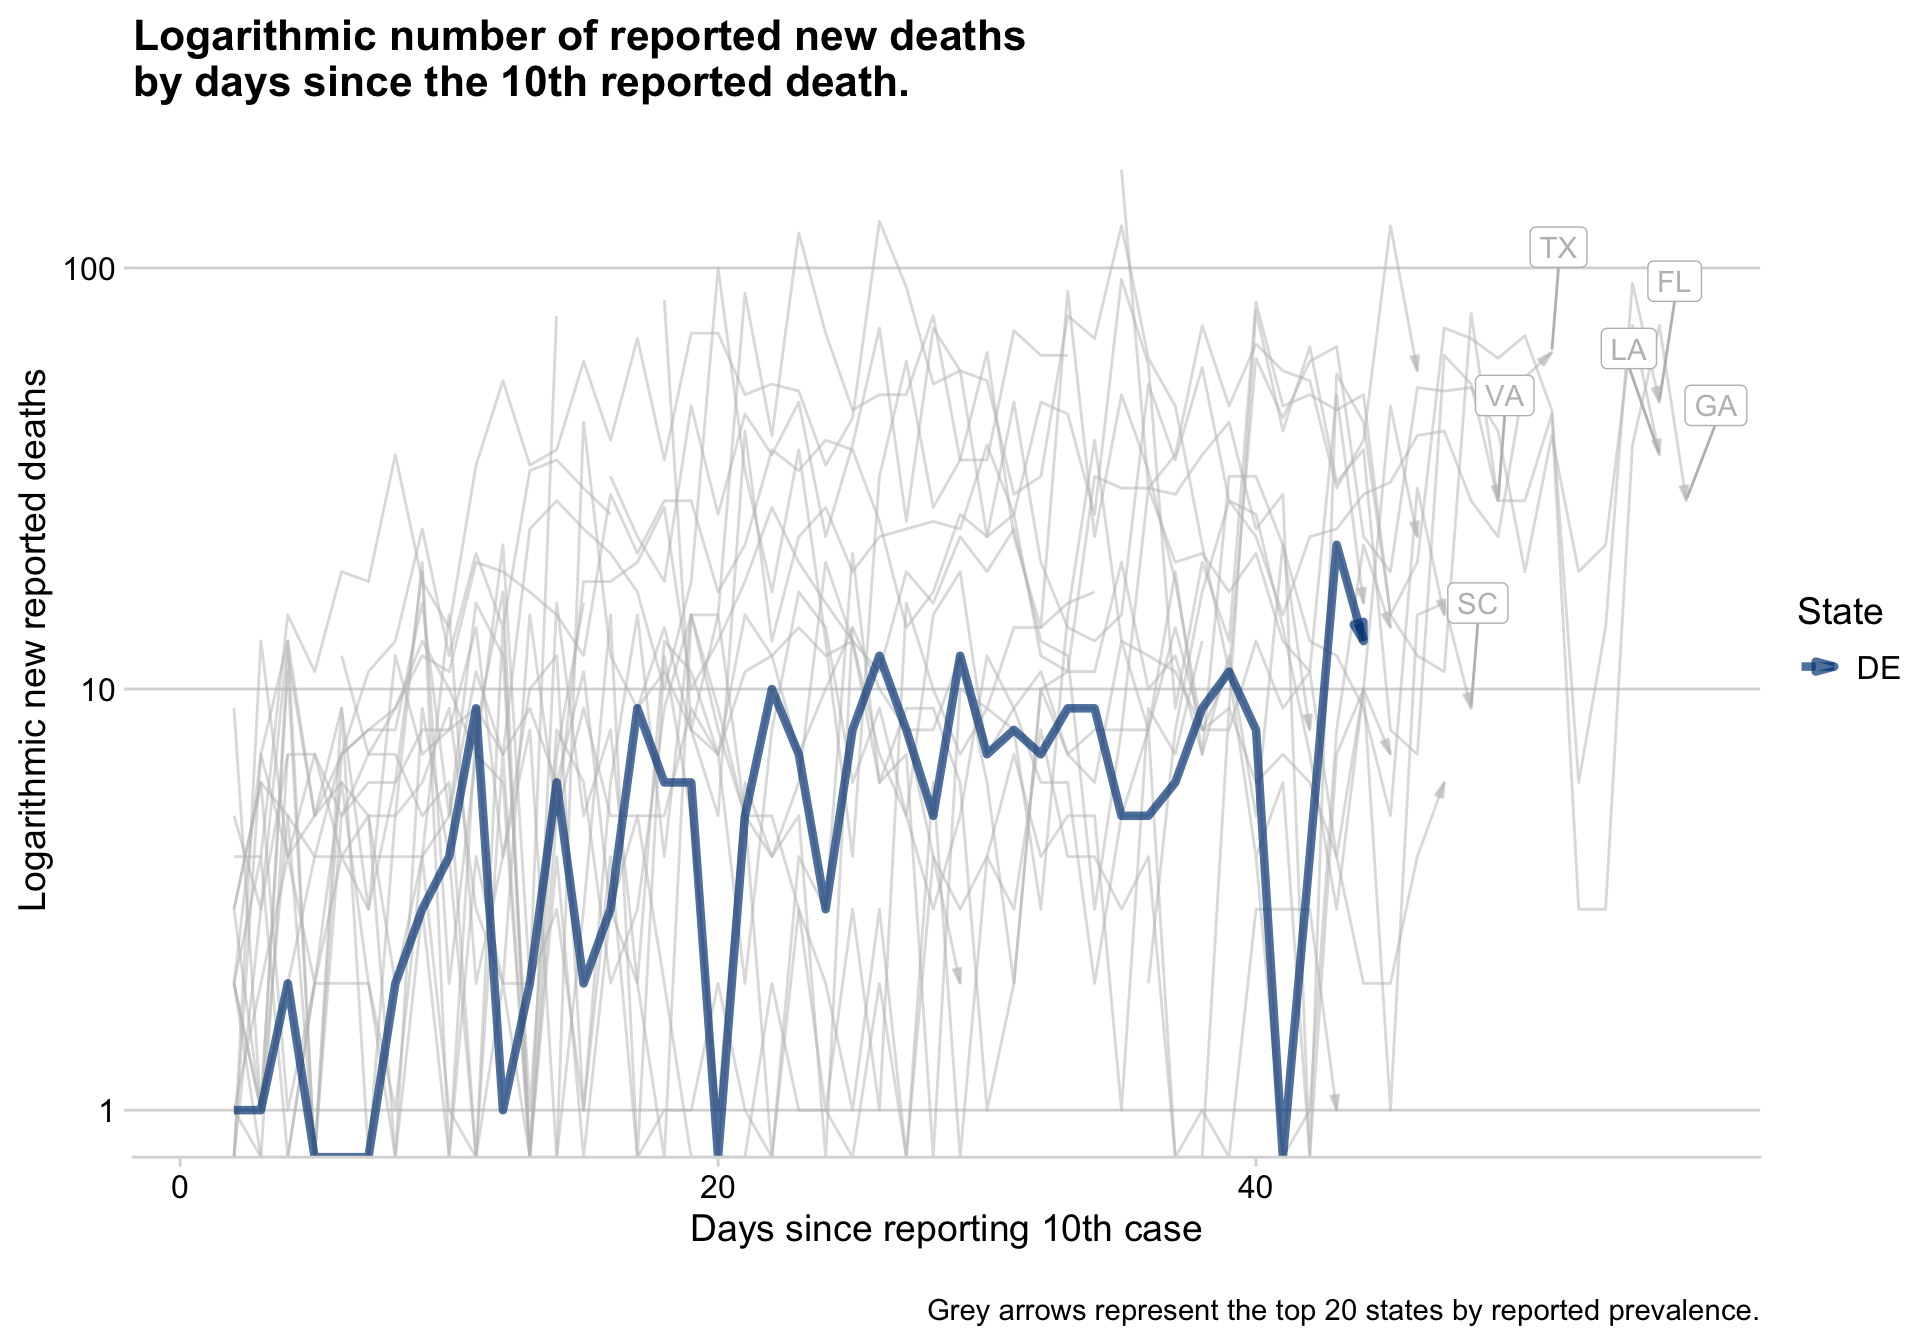 Logarithmic number of reported new deaths
by days since the 10th reported death.
Logarithmic new reported deaths
100
10
1
TX
FL
LA
VA
GA
SC
State
DE
0
20
40
Days since reporting 10th case
Grey arrows represent the top 20 states by reported prevalence.